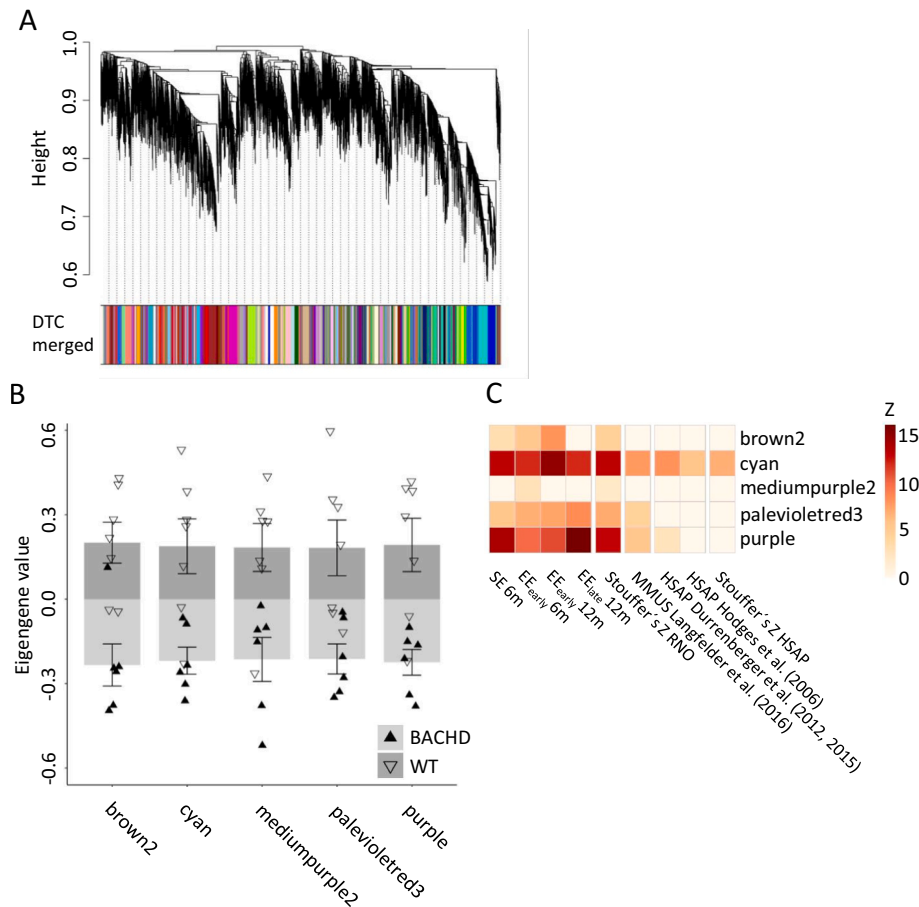 A
1.0
0.9
0.8
0.7
0.6
Height
DTC
merged
B
0.6
0.3
0.0
-0.3
-0.6
Eigengene value
BACHD
WT
brown2
cyan
mediumpurple2
palevioletred3
purple
C
Z
15
10
5
0
brown2
cyan
mediumpurple2
palevioletred3
purple
SE 6m
EEearly 6m
EEearly 12m
EElate 12m
Stouffer´s Z RNO
MMUS Langfelder et al. (2016)
HSAP Durrenberger et al. (2012, 2015)
HSAP Hodges et al. (2006)
Stouffer´s Z HSAP